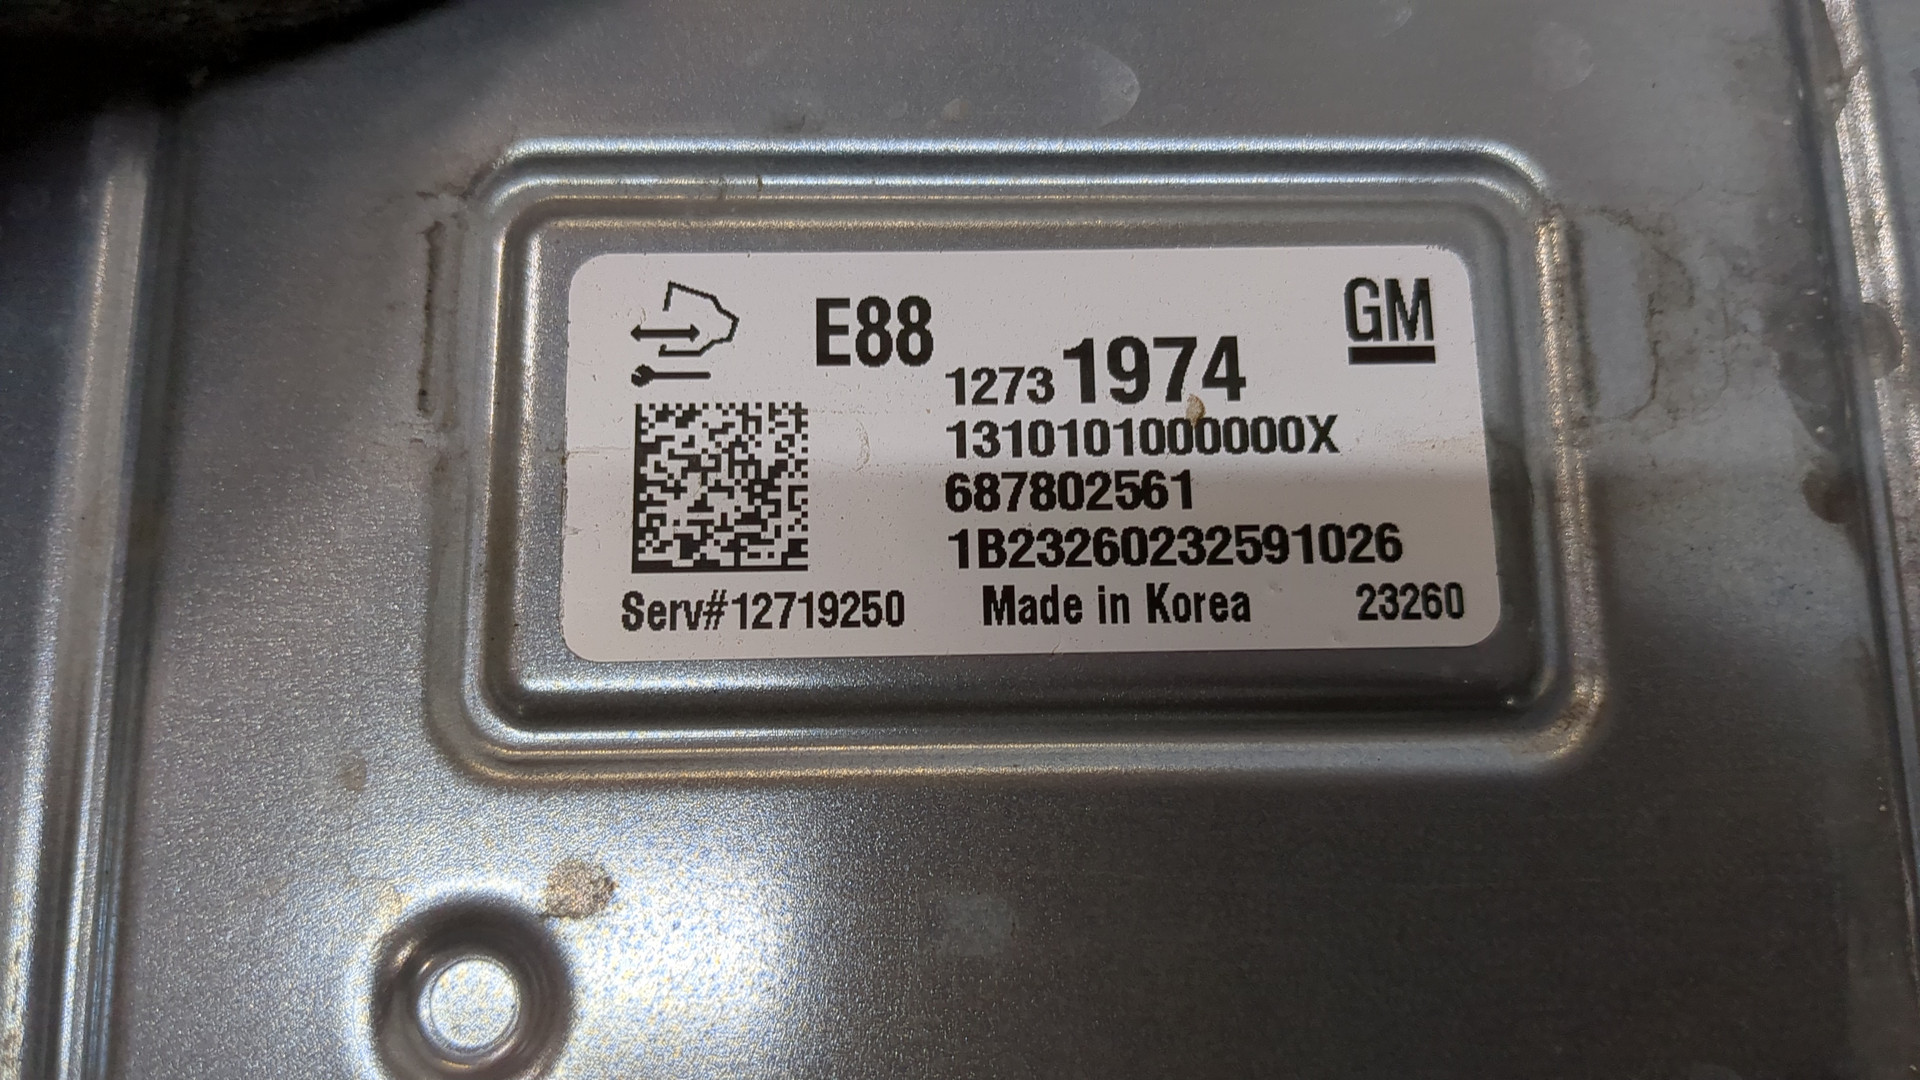 E88
GM
1273 1974
1310101000000X
687802561
1B23260232591026
Serv#12719250 Made in Korea 23260